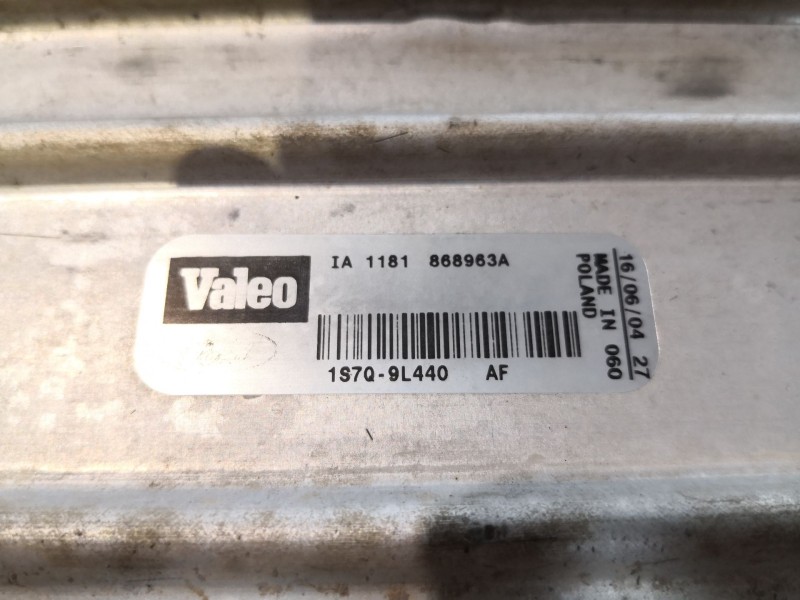 Valeo
IA 1181 868963A
1S7Q-9L440 AF
16/06/04 27
MADE IN 060
POLAND